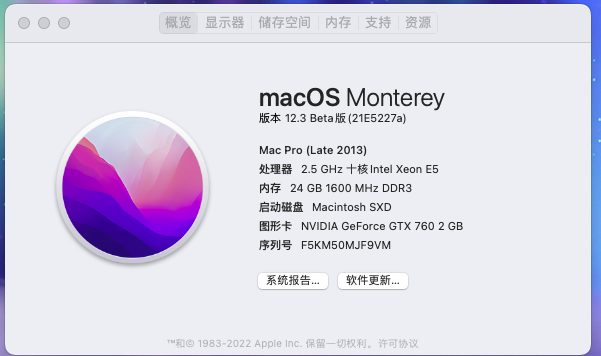 概览 显示器 储存空间 内存 支持 资源
macOS Monterey
版本 12.3 Beta版 (21E5227a)
Mac Pro (Late 2013)
处理器 2.5 GHz 十核Intel Xeon E5
内存 24 GB 1600 MHz DDR3
启动磁盘 Macintosh SXD
图形卡 NVIDIA GeForce GTX 760 2 GB
序列号 F5KM50MJF9VM
系统报告... 软件更新...
™和© 1983-2022 Apple Inc. 保留一切权利。许可协议